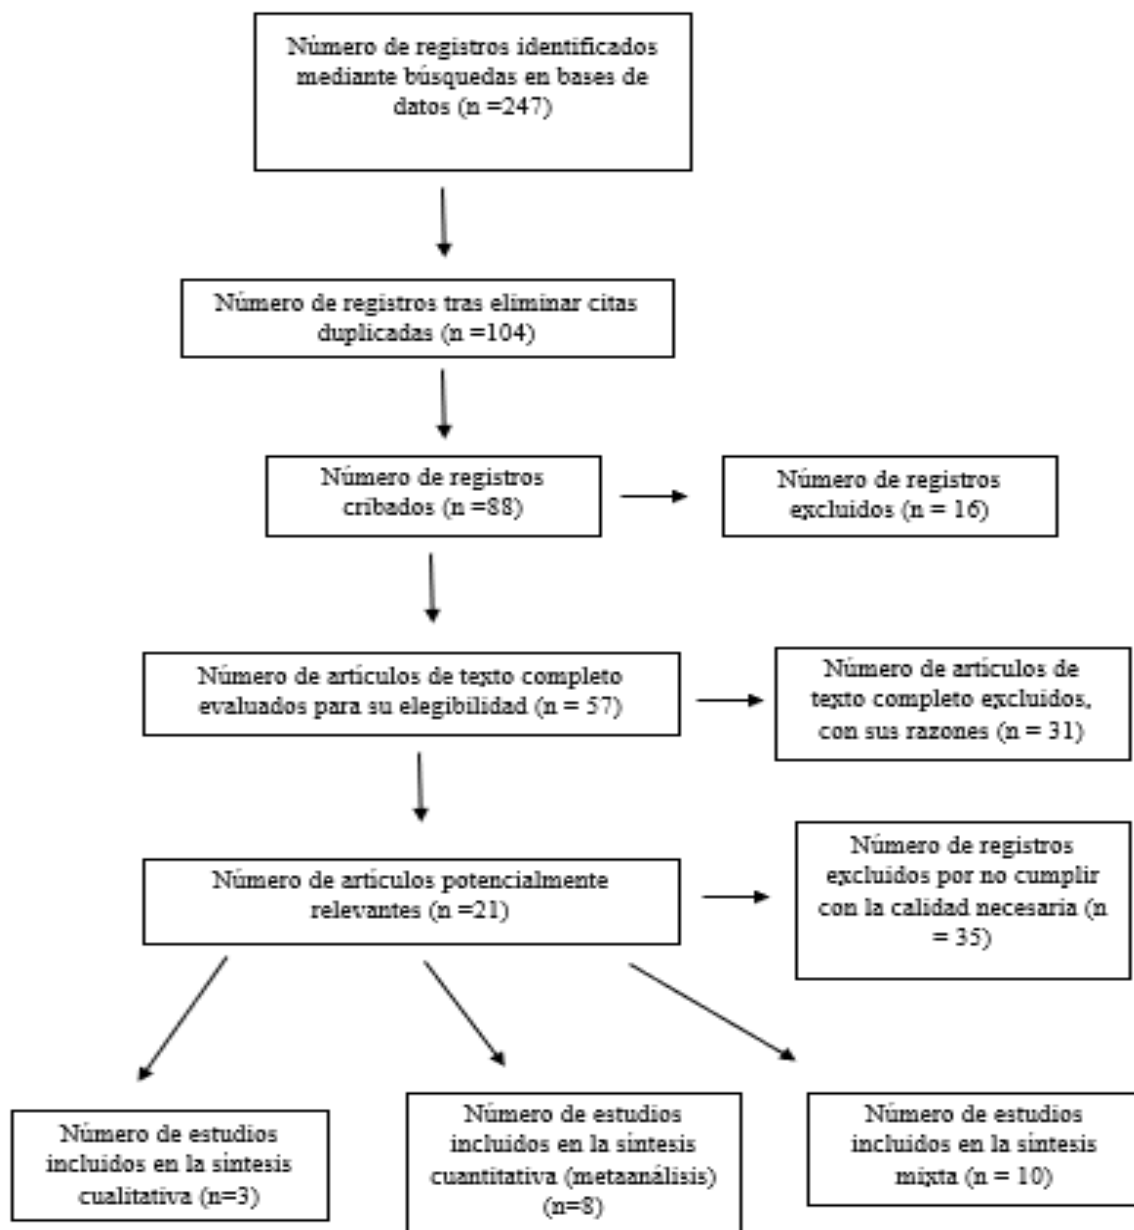 Número de registros identificados
mediante búsquedas en bases de
datos (n =247)
Número de registros tras eliminar citas
duplicadas (n =104)
Número de registros
cribados (n =88)
Número de registros
excluidos (n = 16)
Número de artículos de texto completo
evaluados para su elegibilidad (n = 57)
Número de artículos de
texto completo excluidos,
con sus razones (n = 31)
Número de artículos potencialmente
relevantes (n =21)
Número de registros
excluidos por no cumplir
con la calidad necesaria (n
= 35)
Número de estudios
incluidos en la síntesis
cualitativa (n=3)
Número de estudios
incluidos en la síntesis
cuantitativa (metaanálisis)
(n=8)
Número de estudios
incluidos en la síntesis
mixta (n = 10)